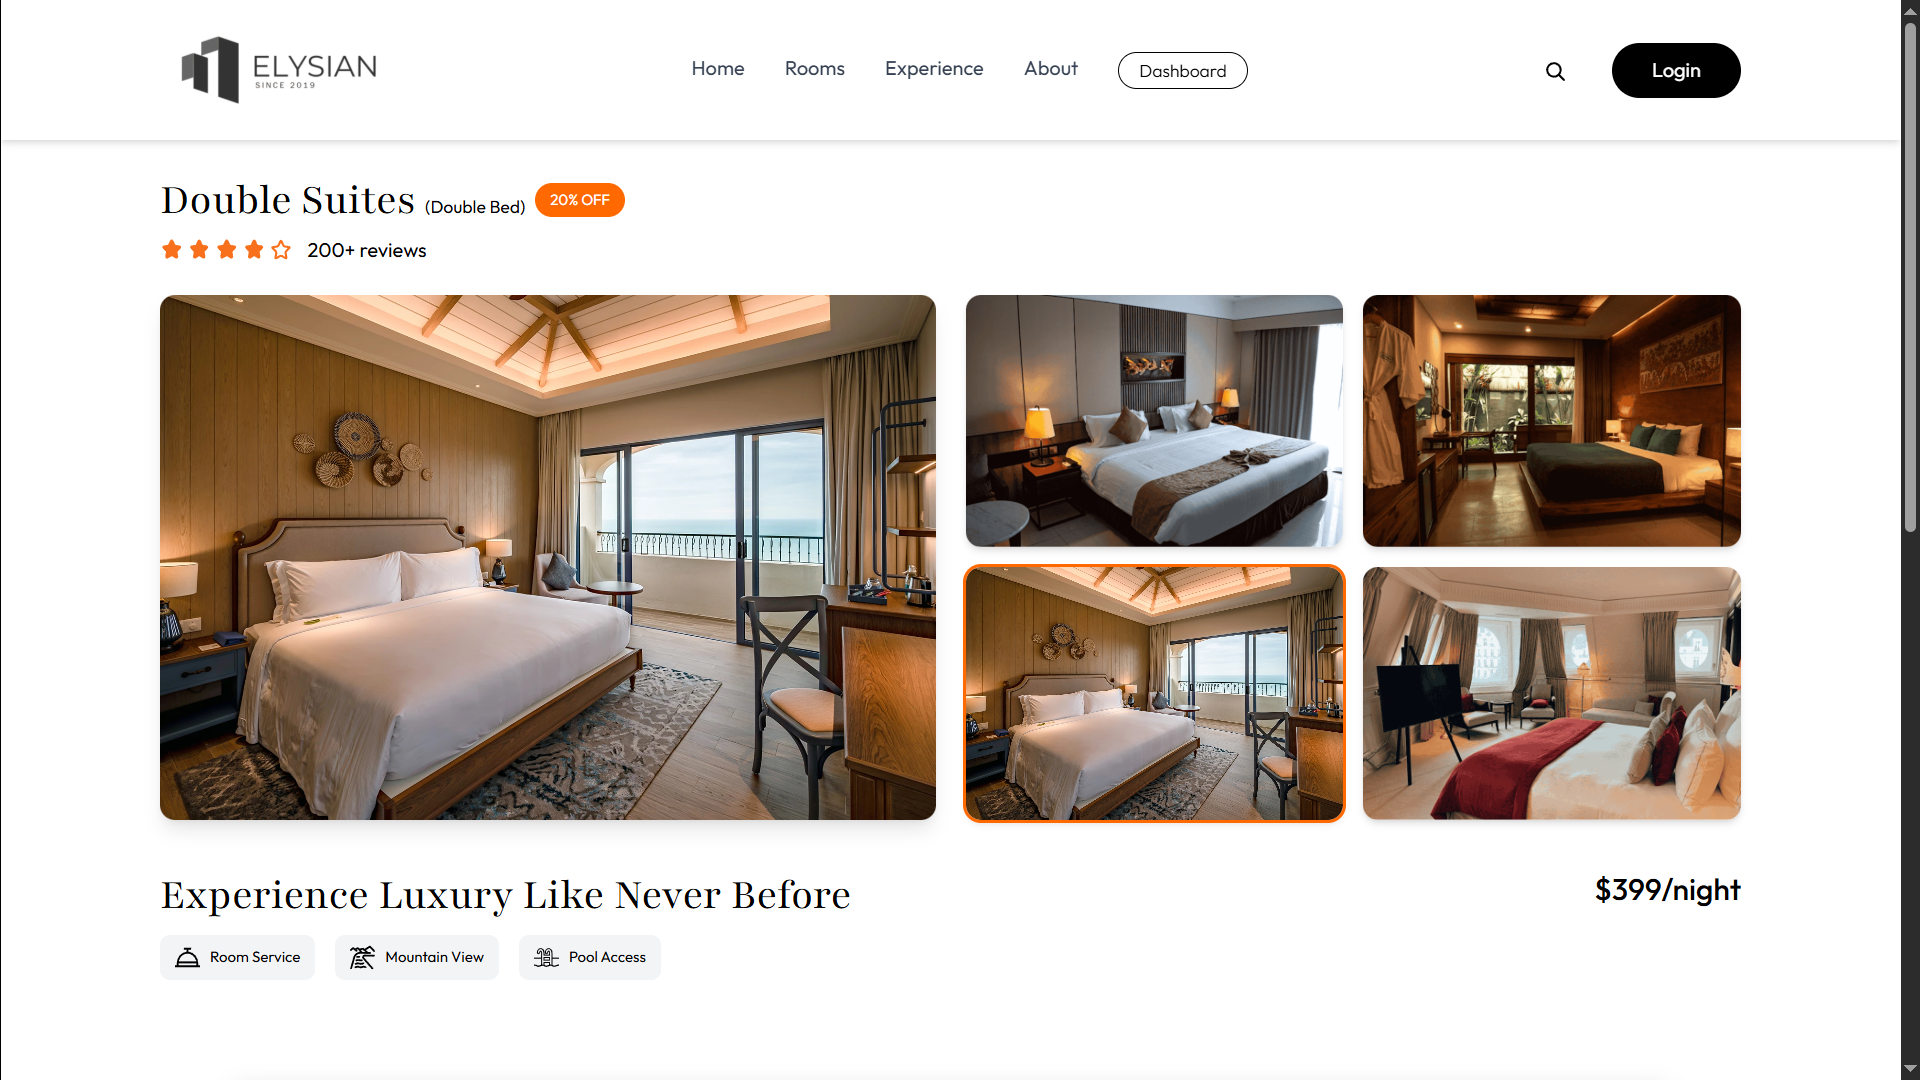 ELYSIAN
SINCE 2019
Home
Rooms
Experience
About
Dashboard
Login
Double Suites (Double Bed) 20% OFF
200+ reviews
Experience Luxury Like Never Before
$399/night
Room Service
Mountain View
Pool Access